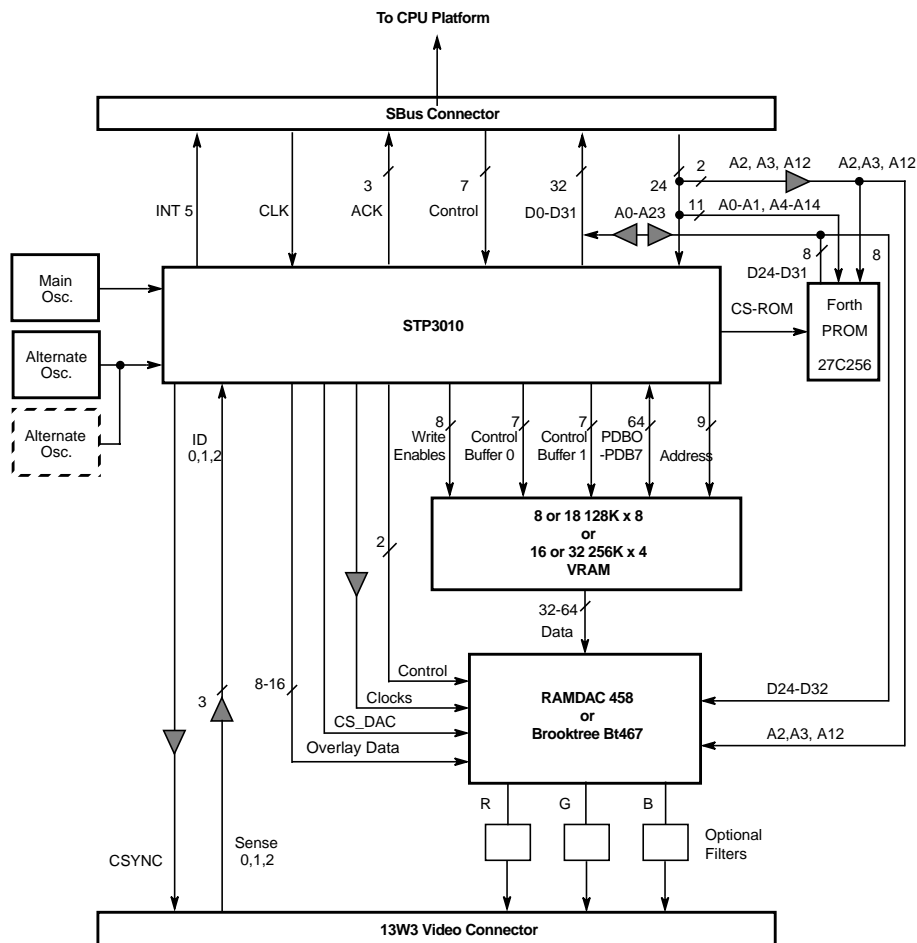 To CPU Platform
SBus Connector
INT 5
CLK
3
ACK
7
Control
32
D0-D31
24
A0-A23
2
A2, A3, A12
A2,A3, A12
11
A0-A1, A4-A14
8
D24-D31
8
Main
Osc.
Alternate
Osc.
Alternate
Osc.
STP3010
CS-ROM
Forth
PROM
27C256
ID
0,1,2
8
Write
Enables
7
Control
Buffer 0
7
Control
Buffer 1
64
PDBO
-PDB7
9
Address
8 or 18 128K x 8
or
16 or 32 256K x 4
VRAM
2
32-64
Data
3
8-16
Control
Clocks
CS_DAC
Overlay Data
RAMDAC 458
or
Brooktree Bt467
D24-D32
A2,A3, A12
R
G
B
Optional
Filters
CSYNC
Sense
0,1,2
13W3 Video Connector